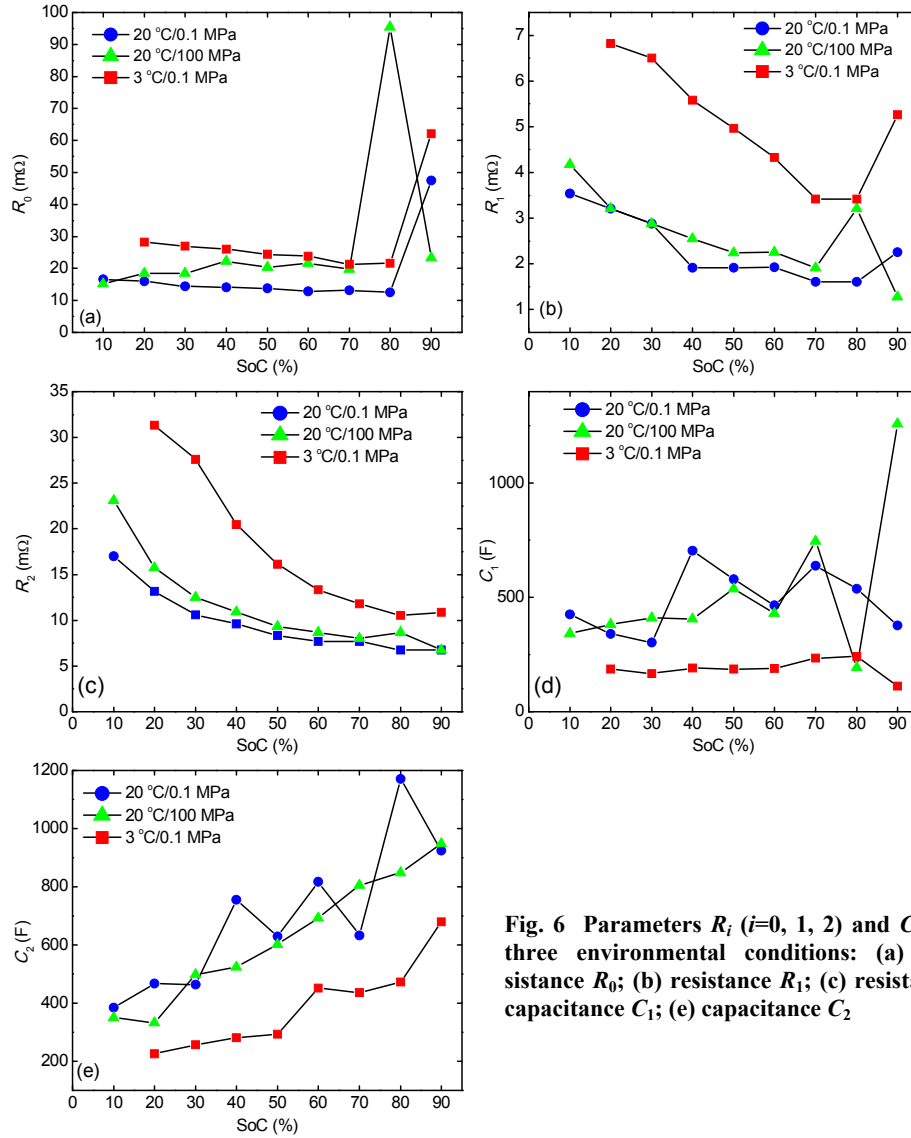 100
90
80
70
60
50
40
30
20
10
0
R0 (mΩ)
20 °C/0.1 MPa
20 °C/100 MPa
3 °C/0.1 MPa
(a)
10 20 30 40 50 60 70 80 90
SoC (%)
7
6
5
4
3
2
1
R1 (mΩ)
20 °C/0.1 MPa
20 °C/100 MPa
3 °C/0.1 MPa
(b)
10 20 30 40 50 60 70 80 90
SoC (%)
35
30
25
20
15
10
5
0
R2 (mΩ)
20 °C/0.1 MPa
20 °C/100 MPa
3 °C/0.1 MPa
(c)
10 20 30 40 50 60 70 80 90
SoC (%)
1000
500
0
C1 (F)
20 °C/0.1 MPa
20 °C/100 MPa
3 °C/0.1 MPa
(d)
10 20 30 40 50 60 70 80 90
SoC (%)
1200
1000
800
600
400
200
C2 (F)
20 °C/0.1 MPa
20 °C/100 MPa
3 °C/0.1 MPa
(e)
10 20 30 40 50 60 70 80 90
SoC (%)
Fig. 6 Parameters Ri (i=0, 1, 2) and C
three environmental conditions: (a)
sistance R0; (b) resistance R1; (c) resist
capacitance C1; (e) capacitance C2